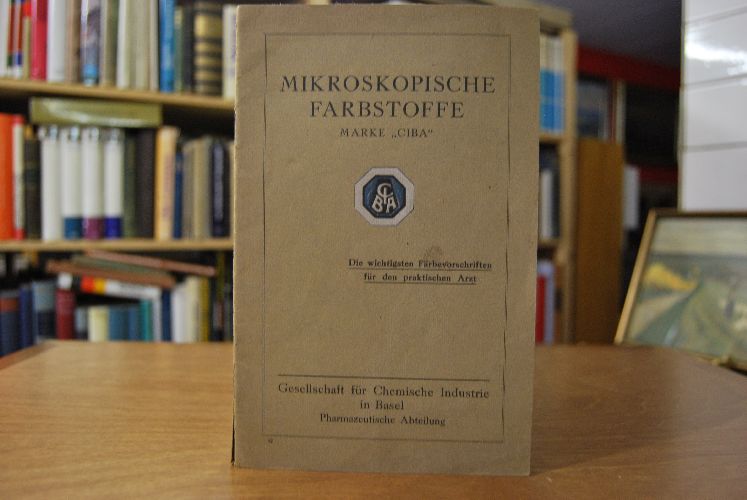 MIKROSKOPISCHE
FARBSTOFFE
MARKE „CIBA“
CIBA
Die wichtigsten Färbevorschriften
für den praktischen Arzt
Gesellschaft für Chemische Industrie
in Basel
Pharmazeutische Abteilung